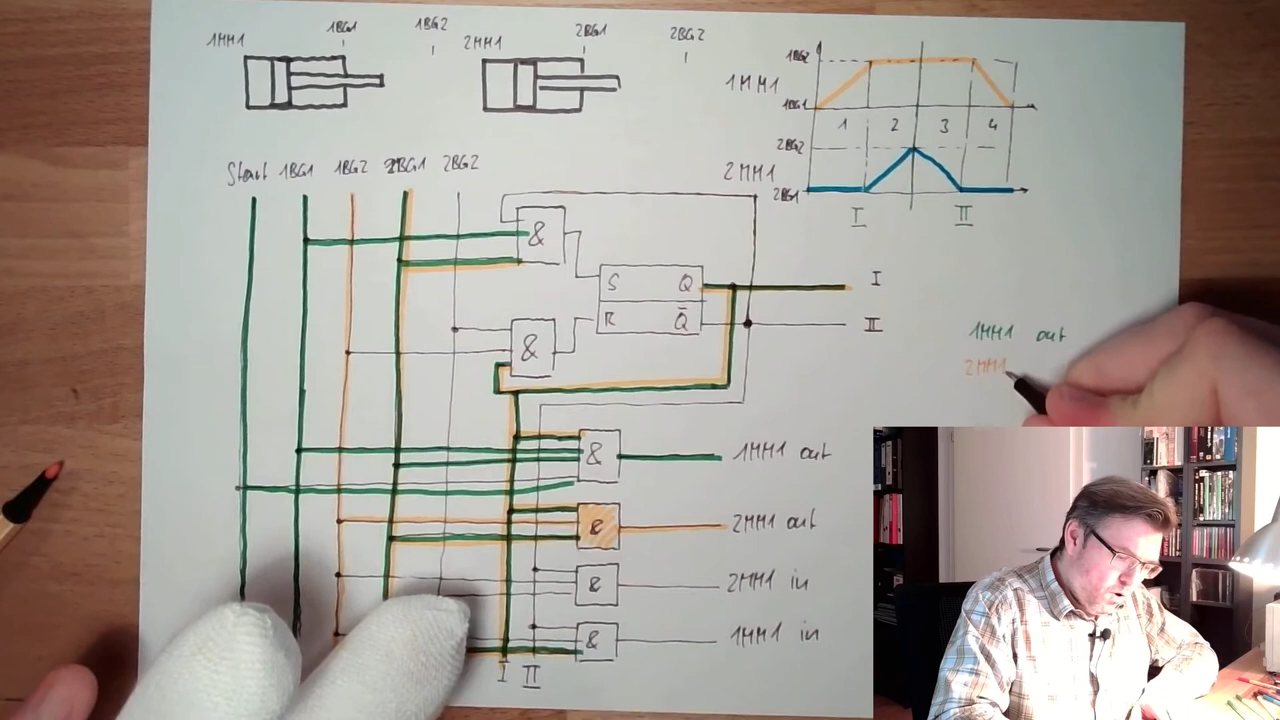 1MM1 1BG1 1BG2 2MM1 2BG1 2BG2
1MM1 1BG2
1BG1
1 2 3 4
2MM1 2BG2
2BG1
I II
Start 1BG1 1BG2 2BG1 2BG2
&
S Q I
R Q̄ II
&
1MM1 out
2MM1
& 1MM1 out
& 2MM1 out
& 2MM1 in
& 1MM1 in
I II